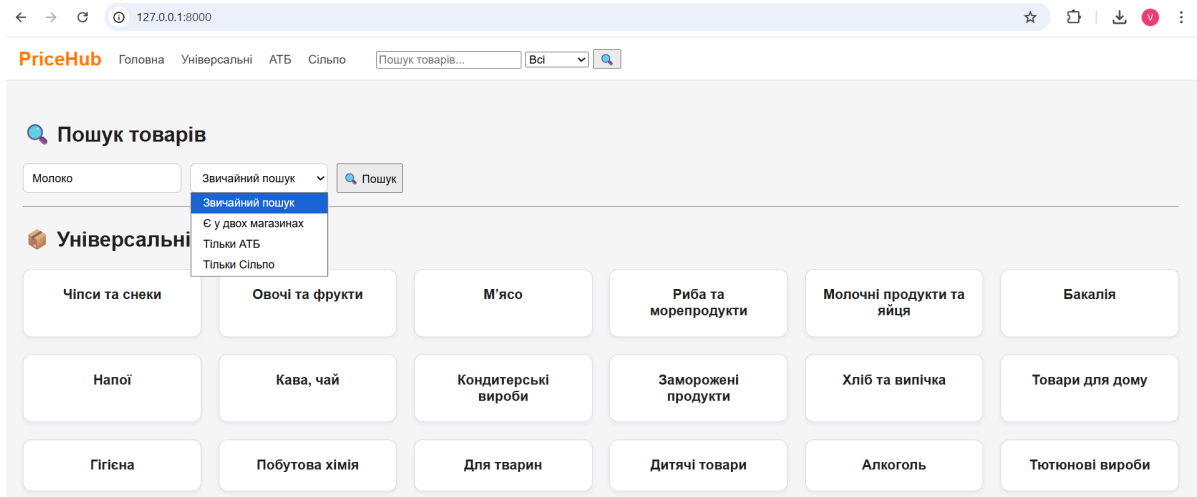 127.0.0.1:8000
V
PriceHub Головна Універсальні АТБ Сільпо Пошук товарів... Всі
Пошук товарів
Молоко Звичайний пошук Пошук
Звичайний пошук
Є у двох магазинах
Універсальні
Тільки АТБ
Тільки Сільпо
Чіпси та снеки Овочі та фрукти М'ясо Риба та морепродукти Молочні продукти та яйця Бакалія
Напої Кава, чай Кондитерські вироби Заморожені продукти Хліб та випічка Товари для дому
Гігієна Побутова хімія Для тварин Дитячі товари Алкоголь Тютюнові вироби